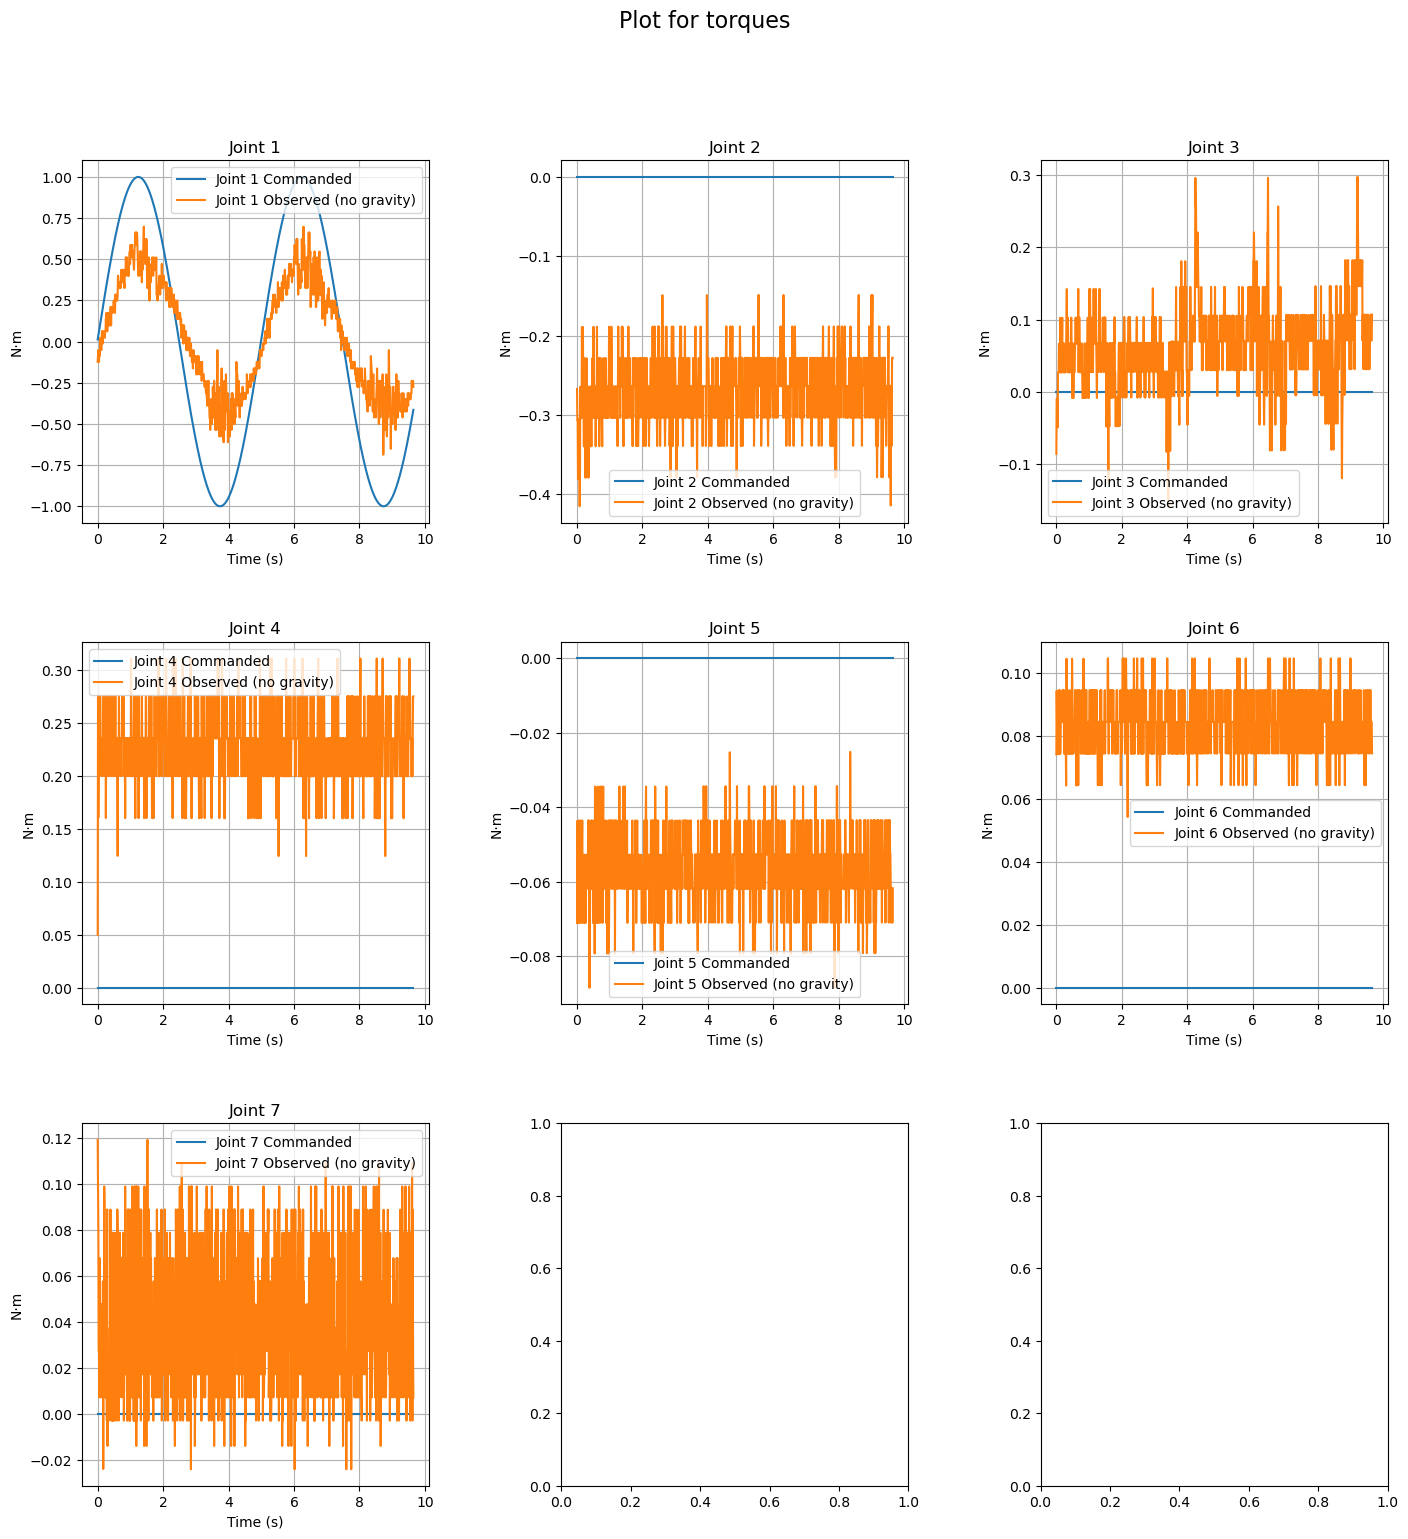 Plot for torques
Joint 1
Joint 1 Commanded
Joint 1 Observed (no gravity)
1.00
0.75
0.50
0.25
0.00
−0.25
−0.50
−0.75
−1.00
N·m
0 2 4 6 8 10
Time (s)
Joint 2
0.0
−0.1
−0.2
−0.3
−0.4
N·m
Joint 2 Commanded
Joint 2 Observed (no gravity)
0 2 4 6 8 10
Time (s)
Joint 3
0.3
0.2
0.1
0.0
−0.1
N·m
Joint 3 Commanded
Joint 3 Observed (no gravity)
0 2 4 6 8 10
Time (s)
Joint 4
Joint 4 Commanded
Joint 4 Observed (no gravity)
0.30
0.25
0.20
0.15
0.10
0.05
0.00
N·m
0 2 4 6 8 10
Time (s)
Joint 5
0.00
−0.02
−0.04
−0.06
−0.08
N·m
Joint 5 Commanded
Joint 5 Observed (no gravity)
0 2 4 6 8 10
Time (s)
Joint 6
0.10
0.08
0.06
0.04
0.02
0.00
N·m
Joint 6 Commanded
Joint 6 Observed (no gravity)
0 2 4 6 8 10
Time (s)
Joint 7
Joint 7 Commanded
Joint 7 Observed (no gravity)
0.12
0.10
0.08
0.06
0.04
0.02
0.00
−0.02
N·m
0 2 4 6 8 10
Time (s)
1.0
0.8
0.6
0.4
0.2
0.0
0.0 0.2 0.4 0.6 0.8 1.0
1.0
0.8
0.6
0.4
0.2
0.0
0.0 0.2 0.4 0.6 0.8 1.0